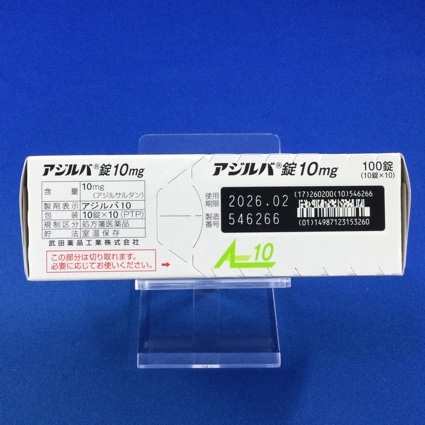 アジルバ®錠10mg
含量 10mg
(アジルサルタン)
製剤表示 アジルバ10
包装 10錠×10(PTP)
規制区分 処方箋医薬品
貯法 室温保存
武田薬品工業株式会社
この部分は切り取れます。
必要に応じてお使いください。→
アジルバ®錠10mg
100錠
(10錠×10)
使用期限 2026.02
製造番号 546266
(17)260200(10)546266
(01)14987123153260
A 10